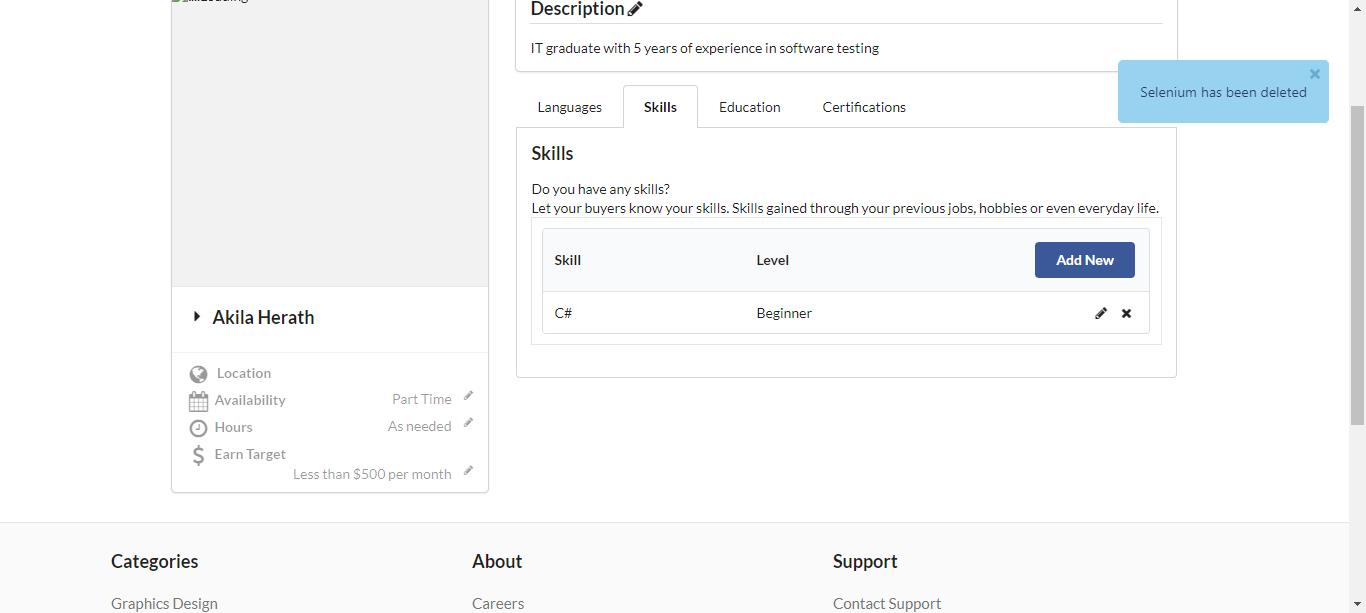 Description
IT graduate with 5 years of experience in software testing
Selenium has been deleted
Languages Skills Education Certifications
Skills
Do you have any skills?
Let your buyers know your skills. Skills gained through your previous jobs, hobbies or even everyday life.
Skill Level Add New
C# Beginner
Akila Herath
Location
Availability Part Time
Hours As needed
Earn Target
Less than $500 per month
Categories About Support
Graphics Design Careers Contact Support